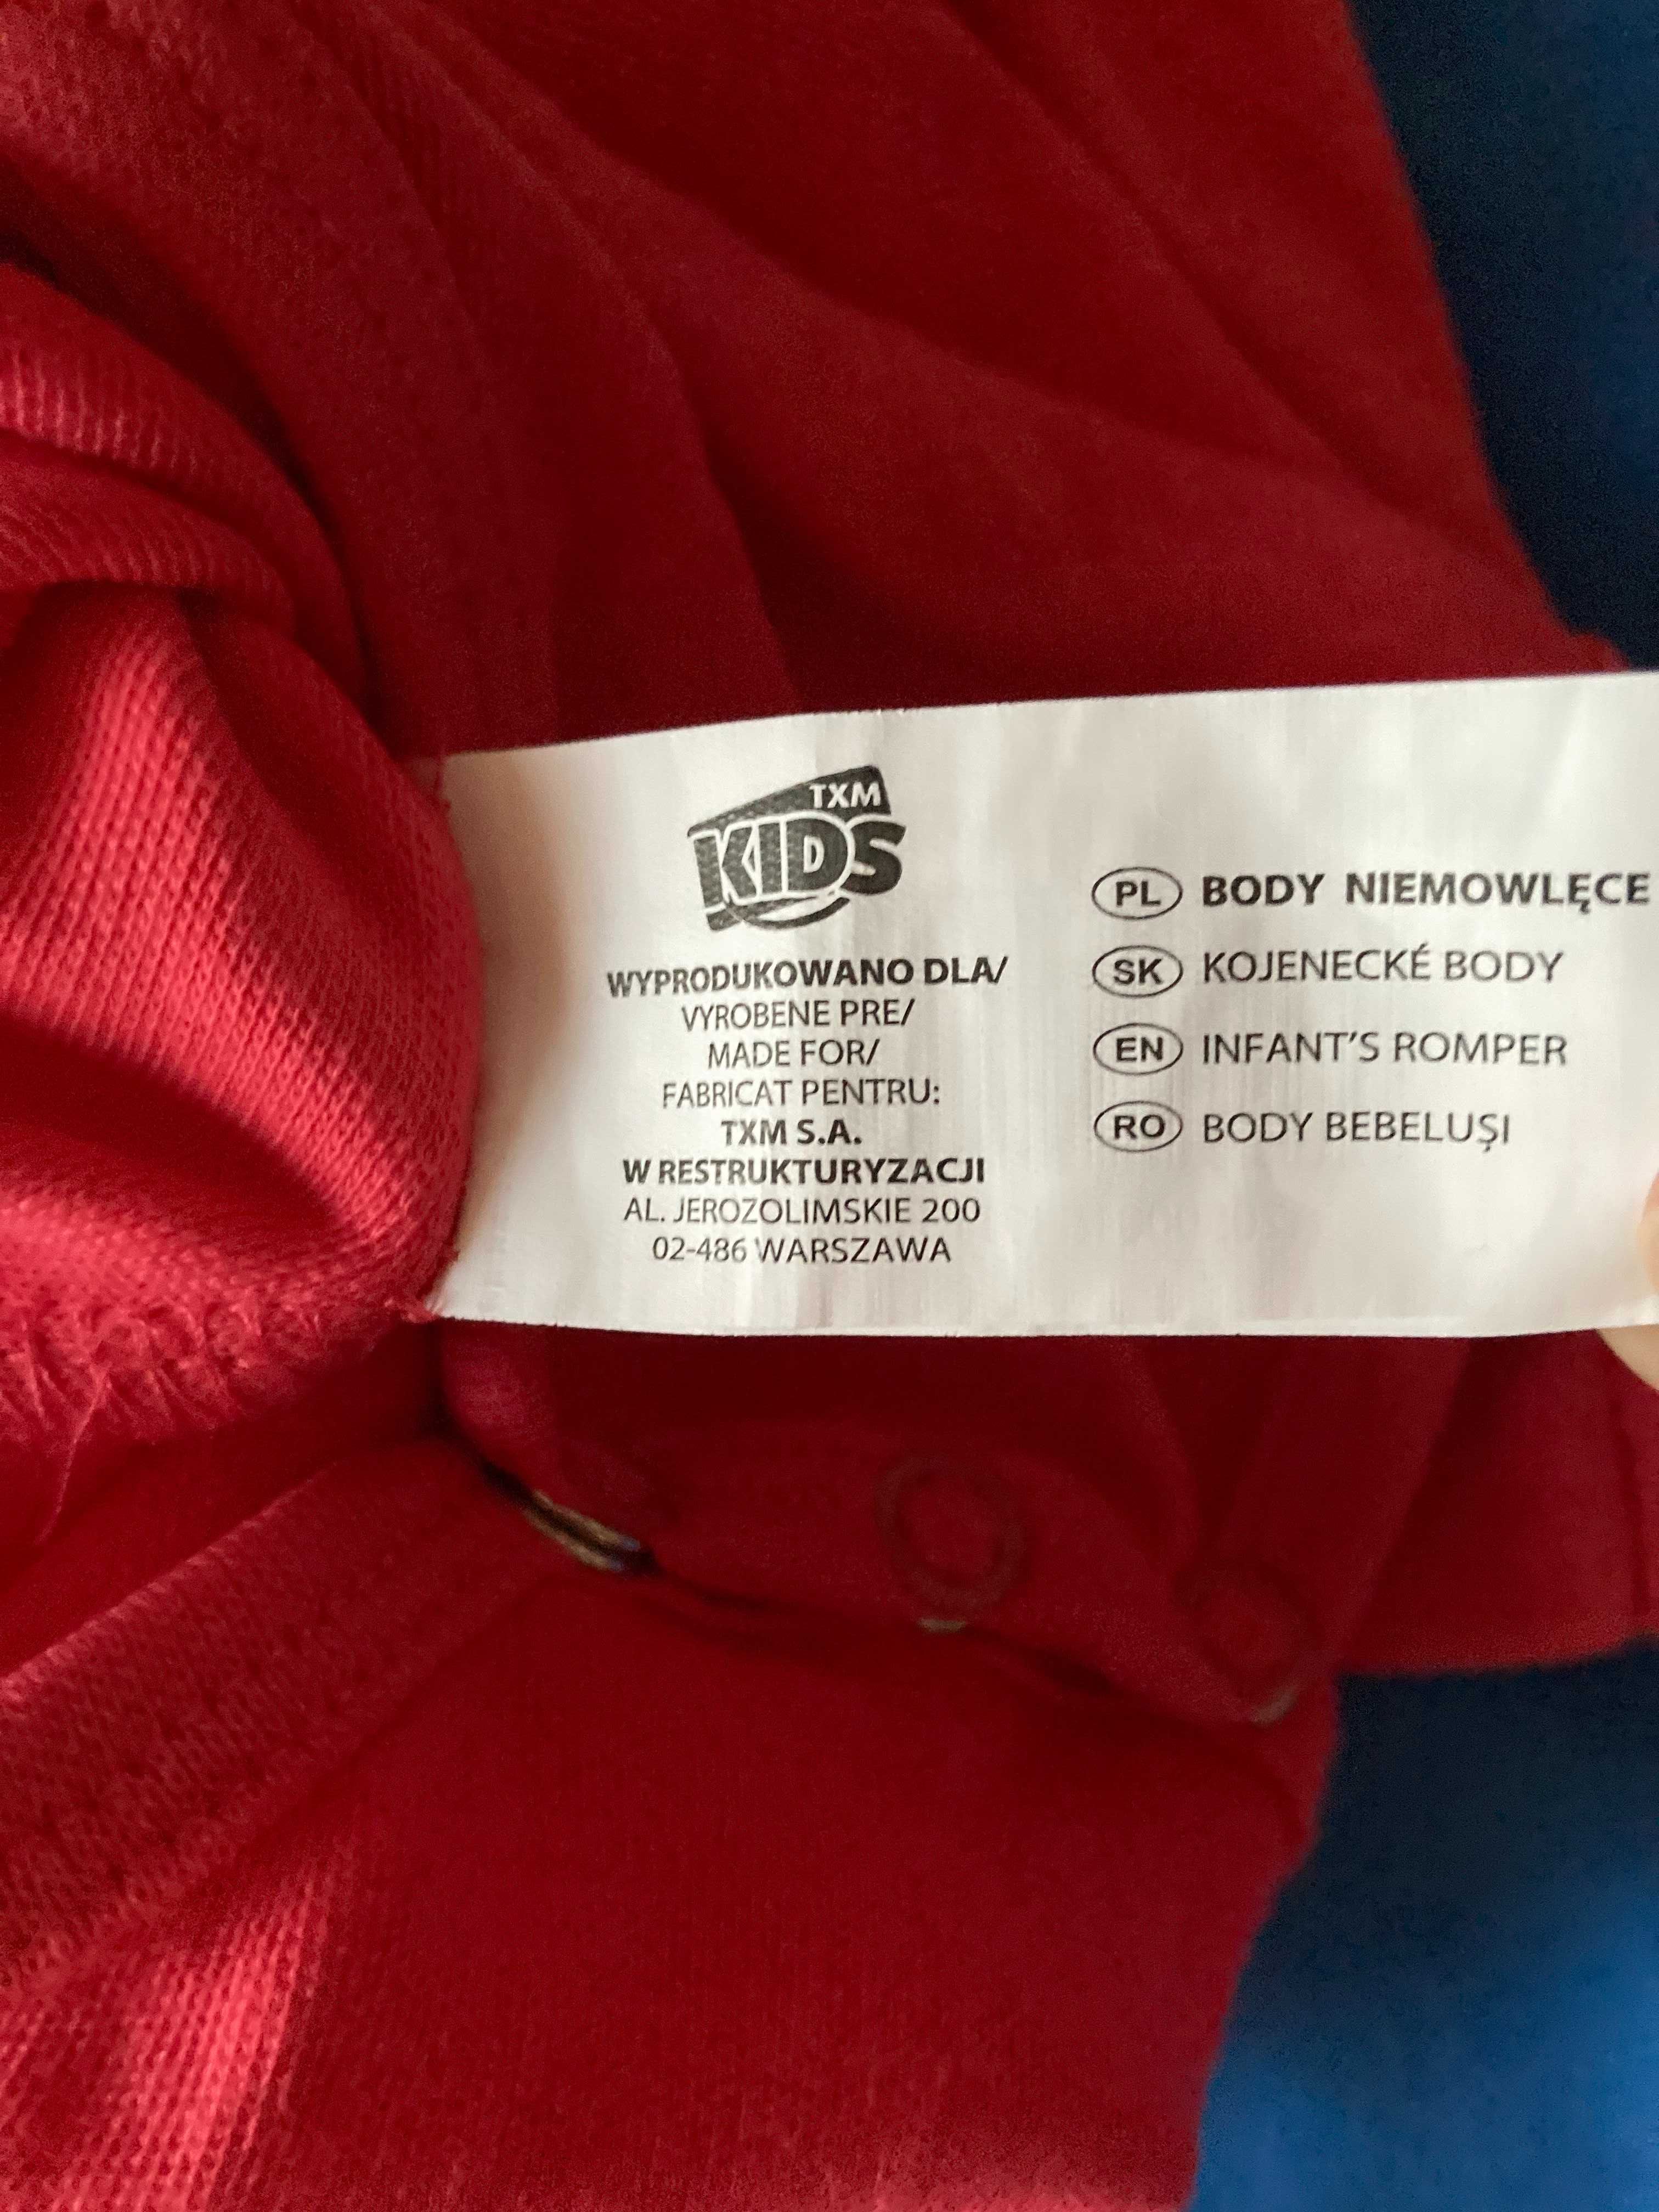 TXM
KIDS
WYPRODUKOWANO DLA/
VYROBENE PRE/
MADE FOR/
FABRICAT PENTRU:
TXM S.A.
W RESTRUKTURYZACJI
AL. JEROZOLIMSKIE 200
02-486 WARSZAWA
PL BODY NIEMOWLĘCE
SK KOJENECKÉ BODY
EN INFANT'S ROMPER
RO BODY BEBELUȘI